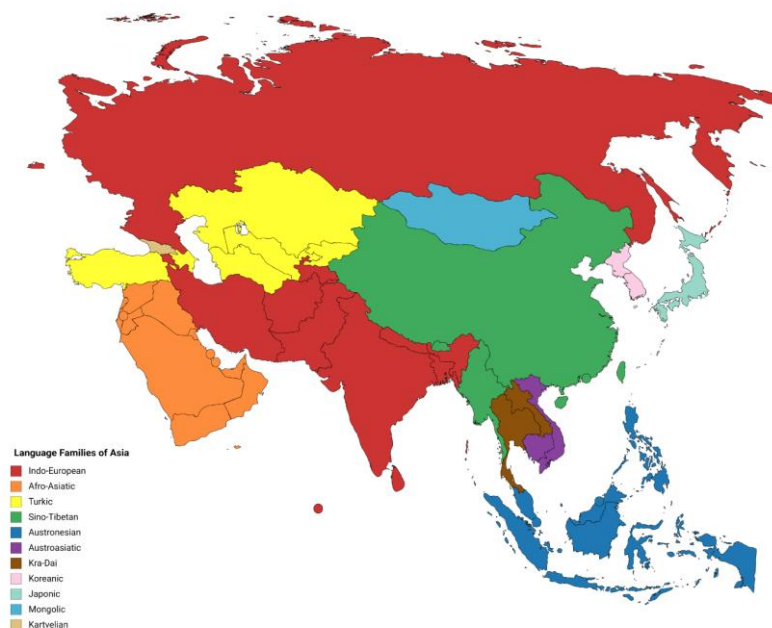 Language Families of Asia
Indo-European
Afro-Asiatic
Turkic
Sino-Tibetan
Austronesian
Austroasiatic
Kra-Dai
Koreanic
Japonic
Mongolic
Kartvelian